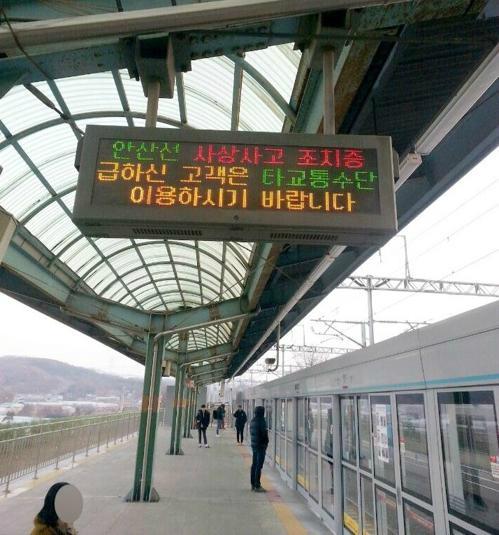 안산선 사상사고 조치중
급하신 고객은 타교통수단
이용하시기 바랍니다